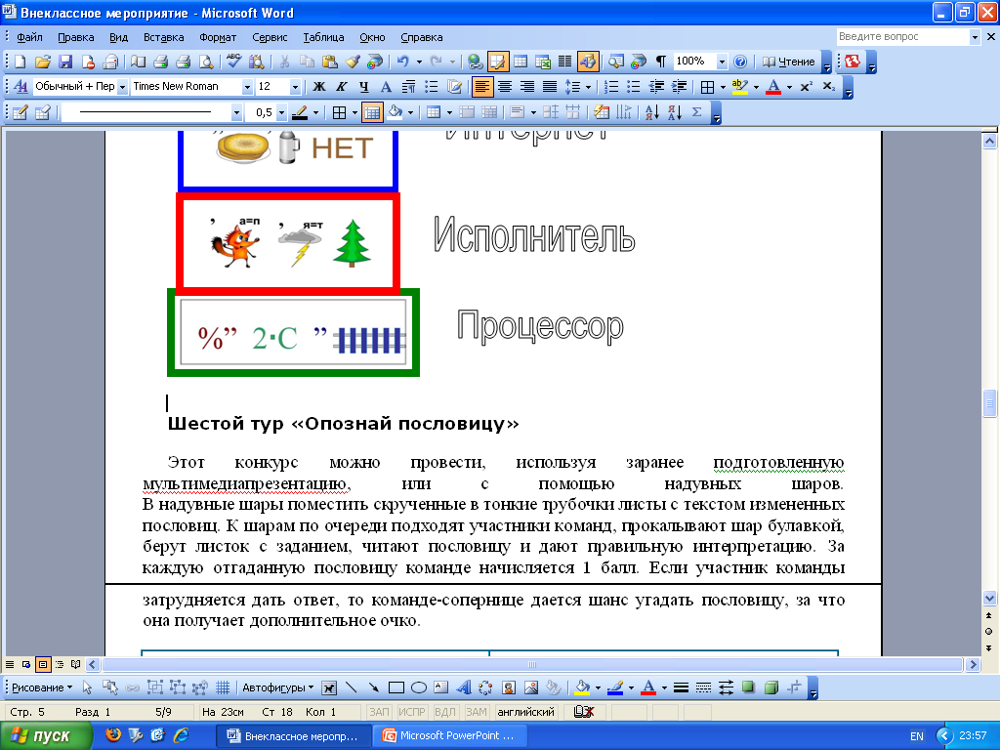 Внеклассное мероприятие - Microsoft Word
Файл Правка Вид Вставка Формат Сервис Таблица Окно Справка Введите вопрос
100% Чтение
Обычный + Пер Times New Roman 12 Ж К Ч
0,5
НЕТ Интернет
, а=п , я=т Исполнитель
%” 2·С ” Процессор
Шестой тур «Опознай пословицу»
Этот конкурс можно провести, используя заранее подготовленную
мультимедиапрезентацию, или с помощью надувных шаров.
В надувные шары поместить скрученные в тонкие трубочки листы с текстом измененных
пословиц. К шарам по очереди подходят участники команд, прокалывают шар булавкой,
берут листок с заданием, читают пословицу и дают правильную интерпретацию. За
каждую отгаданную пословицу команде начисляется 1 балл. Если участник команды
затрудняется дать ответ, то команде-сопернице дается шанс угадать пословицу, за что
она получает дополнительное очко.
Рисование Автофигуры
Стр. 5 Разд 1 5/9 На 23см Ст 18 Кол 1 ЗАП ИСПР ВДЛ ЗАМ английский
пуск Внеклассное меропр... Microsoft PowerPoint ... EN 23:57